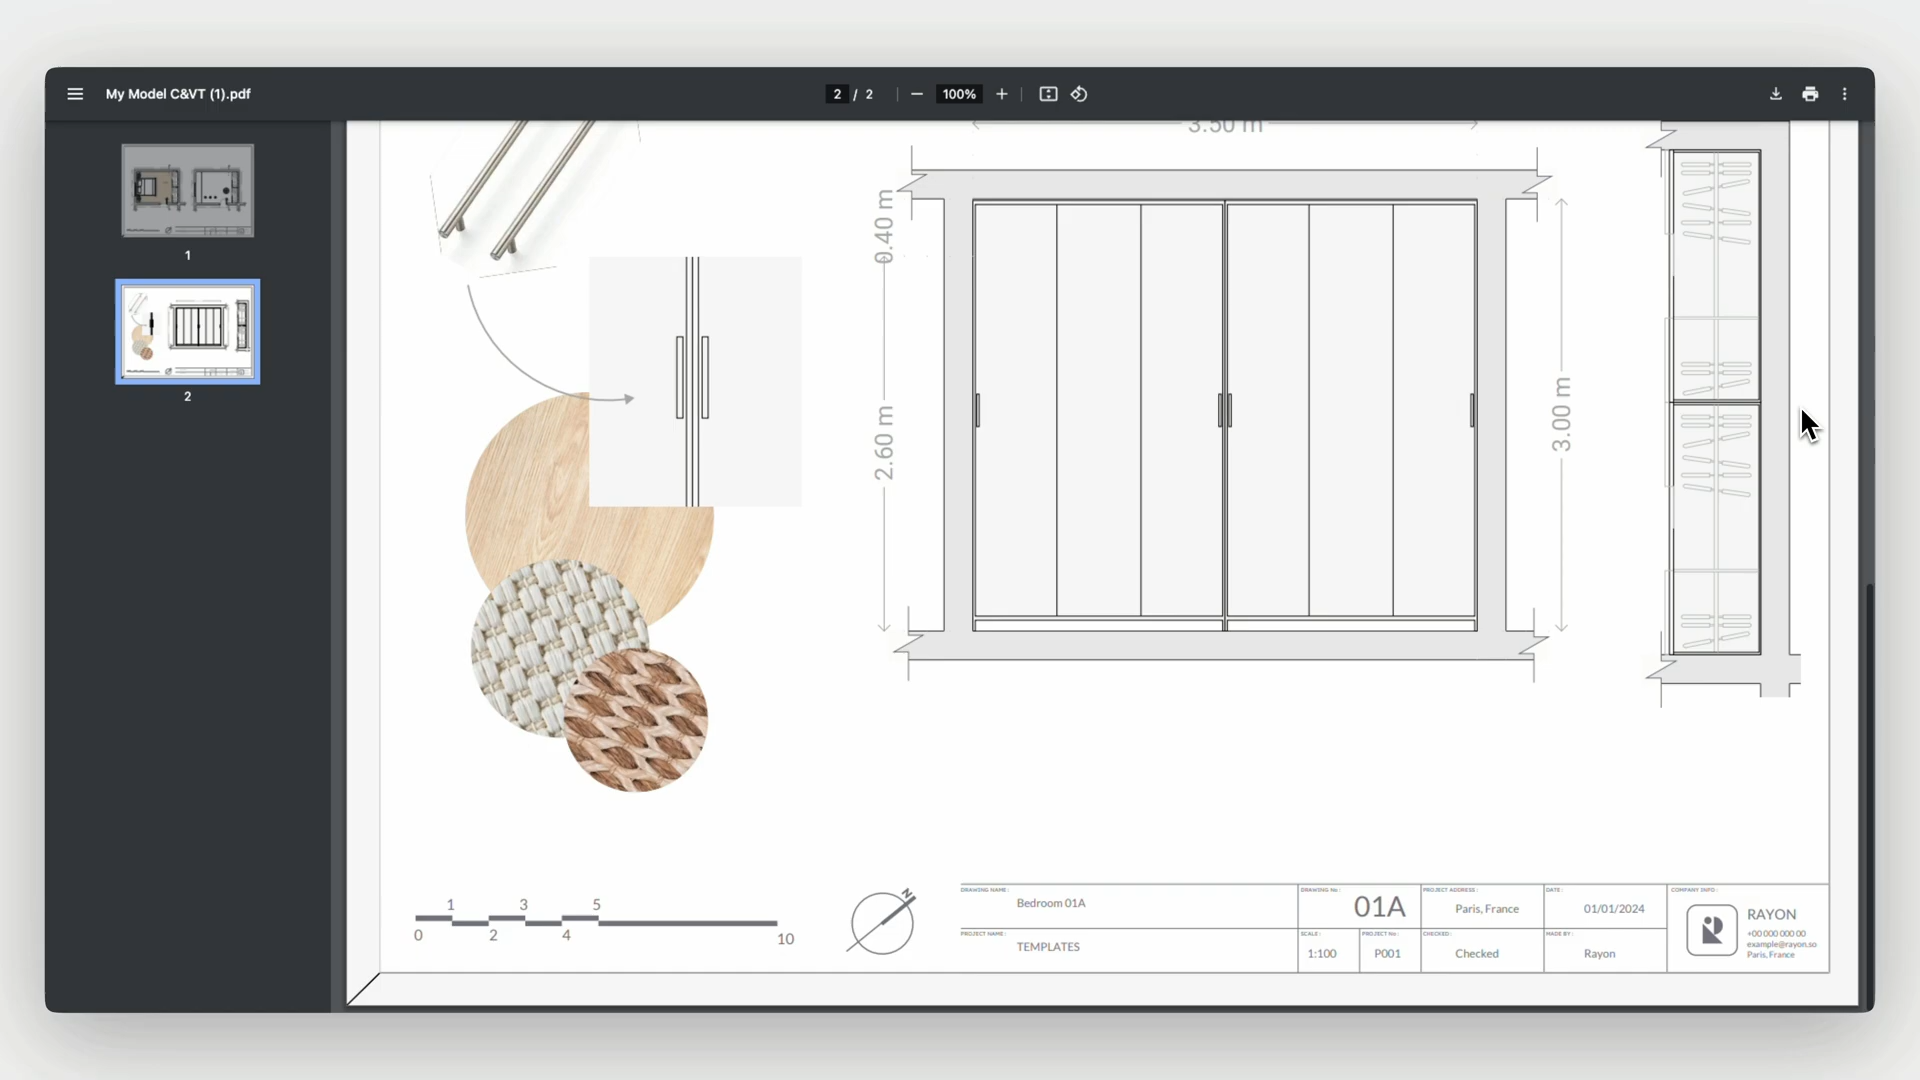 My Model C&VT (1).pdf
2 / 2
100%
1
2
3.50 m
0.40 m
2.60 m
3.00 m
1 3 5
0 2 4 10
N
DRAWING NAME :
Bedroom 01A
PROJECT NAME :
TEMPLATES
DRAWING No :
01A
SCALE :
1:100
PROJECT No :
P001
PROJECT ADDRESS :
Paris, France
CHECKED :
Checked
DATE :
01/01/2024
MADE BY :
Rayon
COMPANY INFO :
RAYON
+00 000 000 00
example@rayon.so
Paris, France